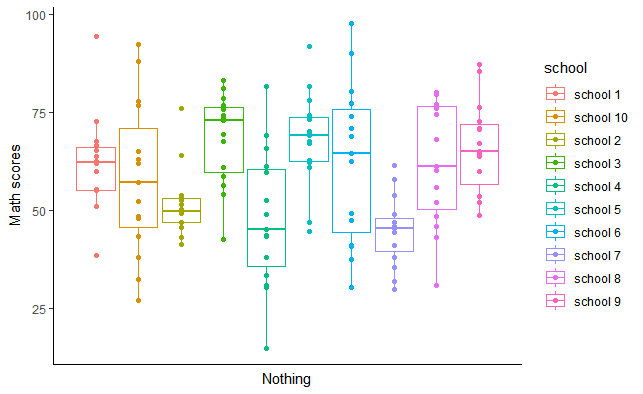 100
75
50
25
Math scores
Nothing
school
school 1
school 10
school 2
school 3
school 4
school 5
school 6
school 7
school 8
school 9